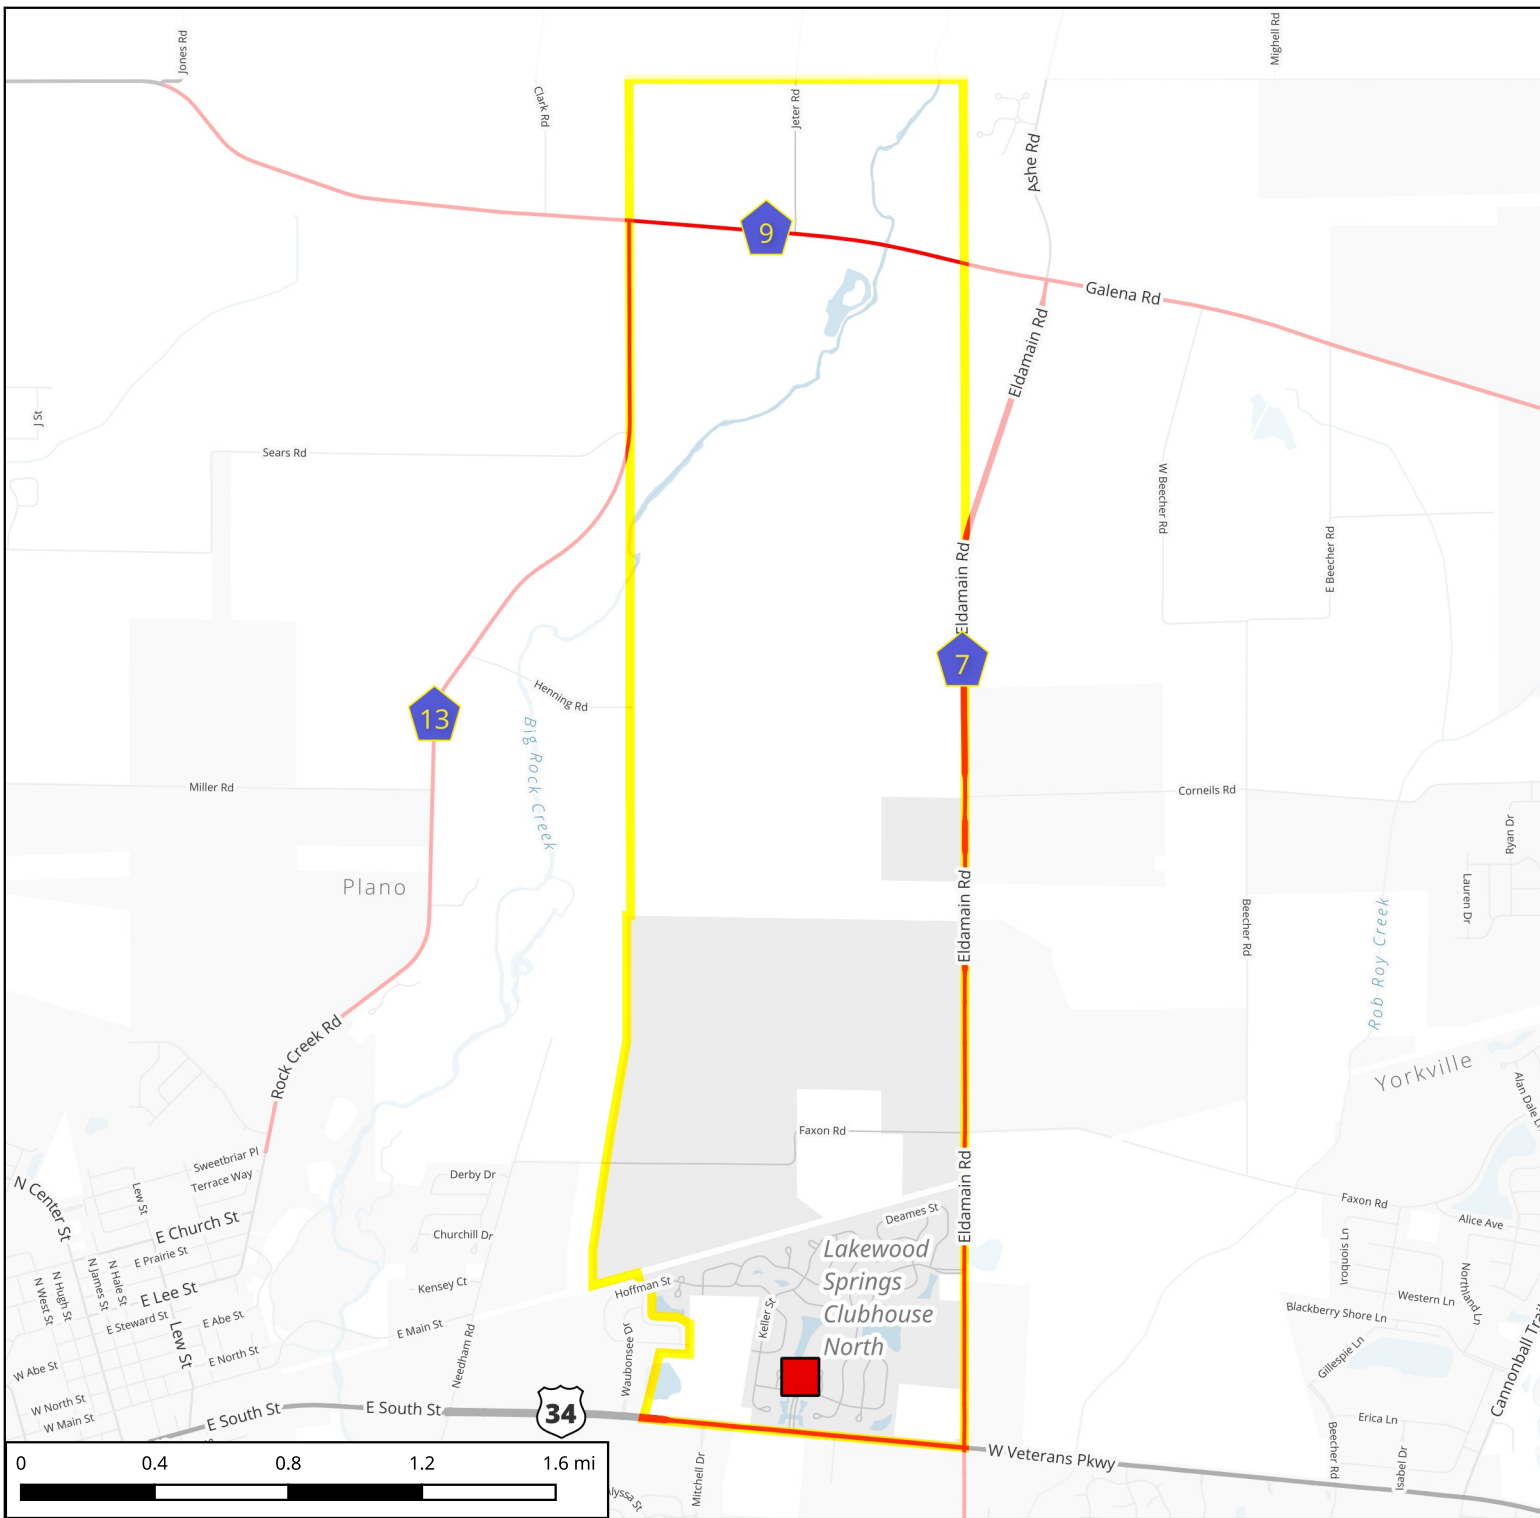 Jones Rd
Mighell Rd
Clark Rd
Jeter Rd
Ashe Rd
9
Galena Rd
Eldamain Rd
J St
Sears Rd
W Beecher Rd
E Beecher Rd
Eldamain Rd
7
Henning Rd
13
Big Rock Creek
Miller Rd
Corneils Rd
Ryan Dr
Plano
Lauren Dr
Eldamain Rd
Beecher Rd
Rob Roy Creek
Rock Creek Rd
Yorkville
Alan Dale Ln
Faxon Rd
Sweetbriar Pl
Terrace Way
Derby Dr
Eldamain Rd
N Center St
Lew St
E Church St
Deames St
Faxon Rd
Alice Ave
Churchill Dr
E Prairie St
Lakewood
Springs
Clubhouse
North
Iroquois Ln
N James St
N Hale St
N Hugh St
N West St
E Lee St
Kensey Ct
Hoffman St
Keller St
Western Ln
Northland Ln
Blackberry Shore Ln
E Steward St
E Abe St
E Main St
Lew St
Waubonsee Dr
Needham Rd
Gillespie Ln
Cannonball Trail
W Abe St
E North St
W North St
W Main St
E South St
E South St
34
Erica Ln
W Veterans Pkwy
Beecher Rd
Isabel Dr
Mitchell Dr
Alyssa St
0 0.4 0.8 1.2 1.6 mi